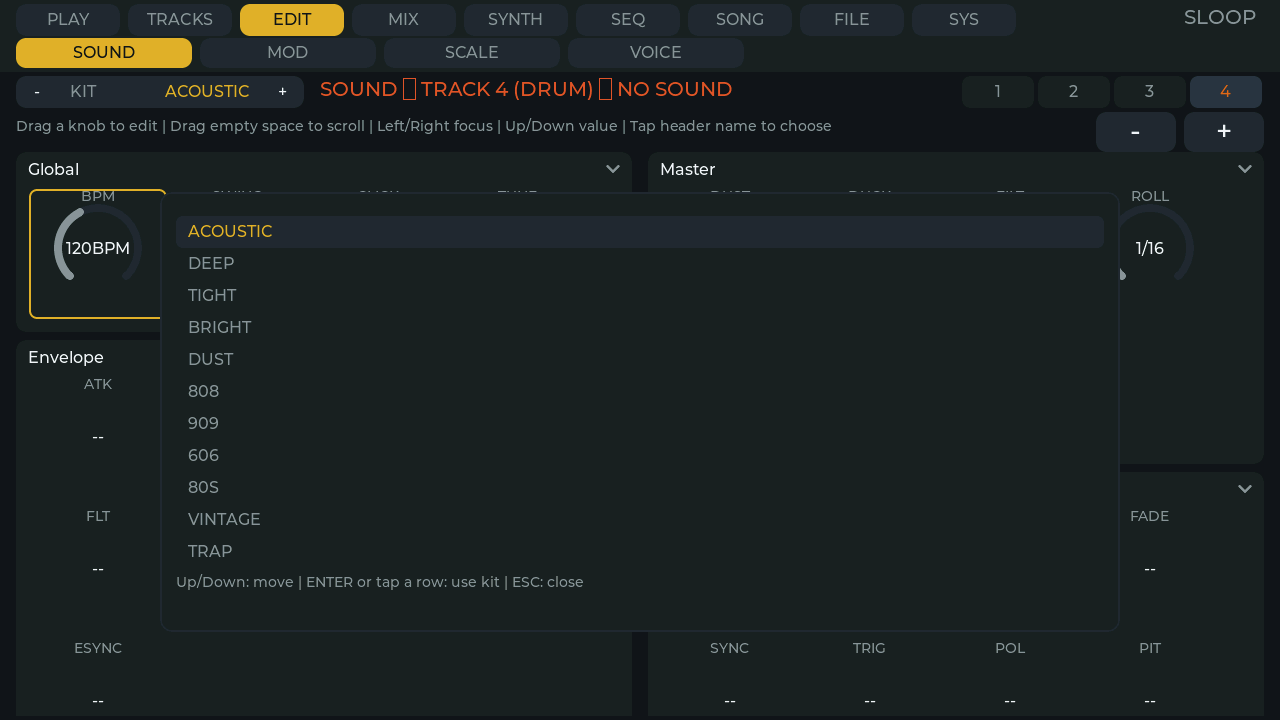 PLAY TRACKS EDIT MIX SYNTH SEQ SONG FILE SYS SLOOP
SOUND MOD SCALE VOICE
- KIT ACOUSTIC + SOUND □ TRACK 4 (DRUM) □ NO SOUND 1 2 3 4
Drag a knob to edit | Drag empty space to scroll | Left/Right focus | Up/Down value | Tap header name to choose
- +
Global Master
BPM ROLL
120BPM 1/16
ACOUSTIC
DEEP
TIGHT
BRIGHT
DUST
808
909
606
80S
VINTAGE
TRAP
Up/Down: move | ENTER or tap a row: use kit | ESC: close
Envelope
ATK
--
FLT FADE
-- --
ESYNC SYNC TRIG POL PIT
-- -- -- -- --